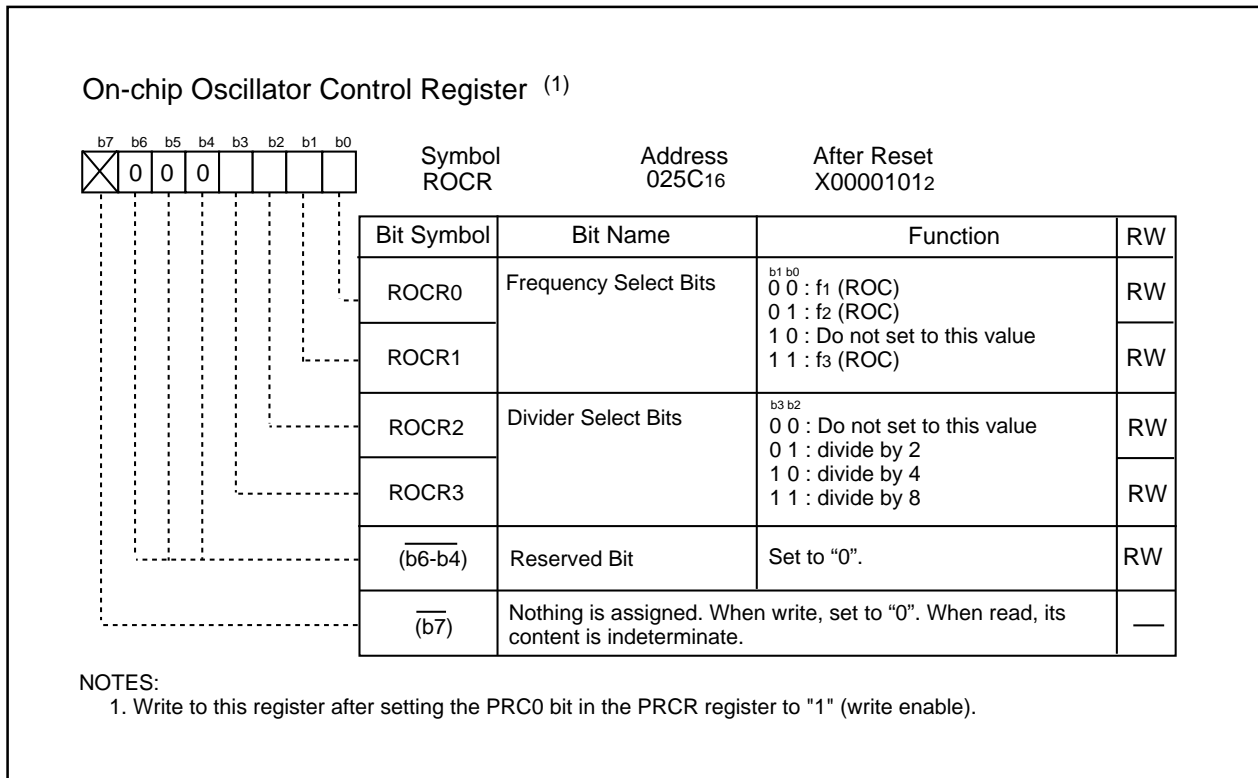 On-chip Oscillator Control Register (1)
b7 b6 b5 b4 b3 b2 b1 b0
0 0 0
Symbol Address After Reset
ROCR 025C16 X00001012
Bit Symbol Bit Name Function RW
ROCR0 Frequency Select Bits RW
b1 b0
0 0 : f1 (ROC)
0 1 : f2 (ROC)
1 0 : Do not set to this value
1 1 : f3 (ROC)
ROCR1 RW
ROCR2 Divider Select Bits RW
b3 b2
0 0 : Do not set to this value
0 1 : divide by 2
1 0 : divide by 4
1 1 : divide by 8
ROCR3 RW
(b6-b4) Reserved Bit Set to “0”. RW
(b7) Nothing is assigned. When write, set to “0”. When read, its —
content is indeterminate.
NOTES:
1. Write to this register after setting the PRC0 bit in the PRCR register to "1" (write enable).